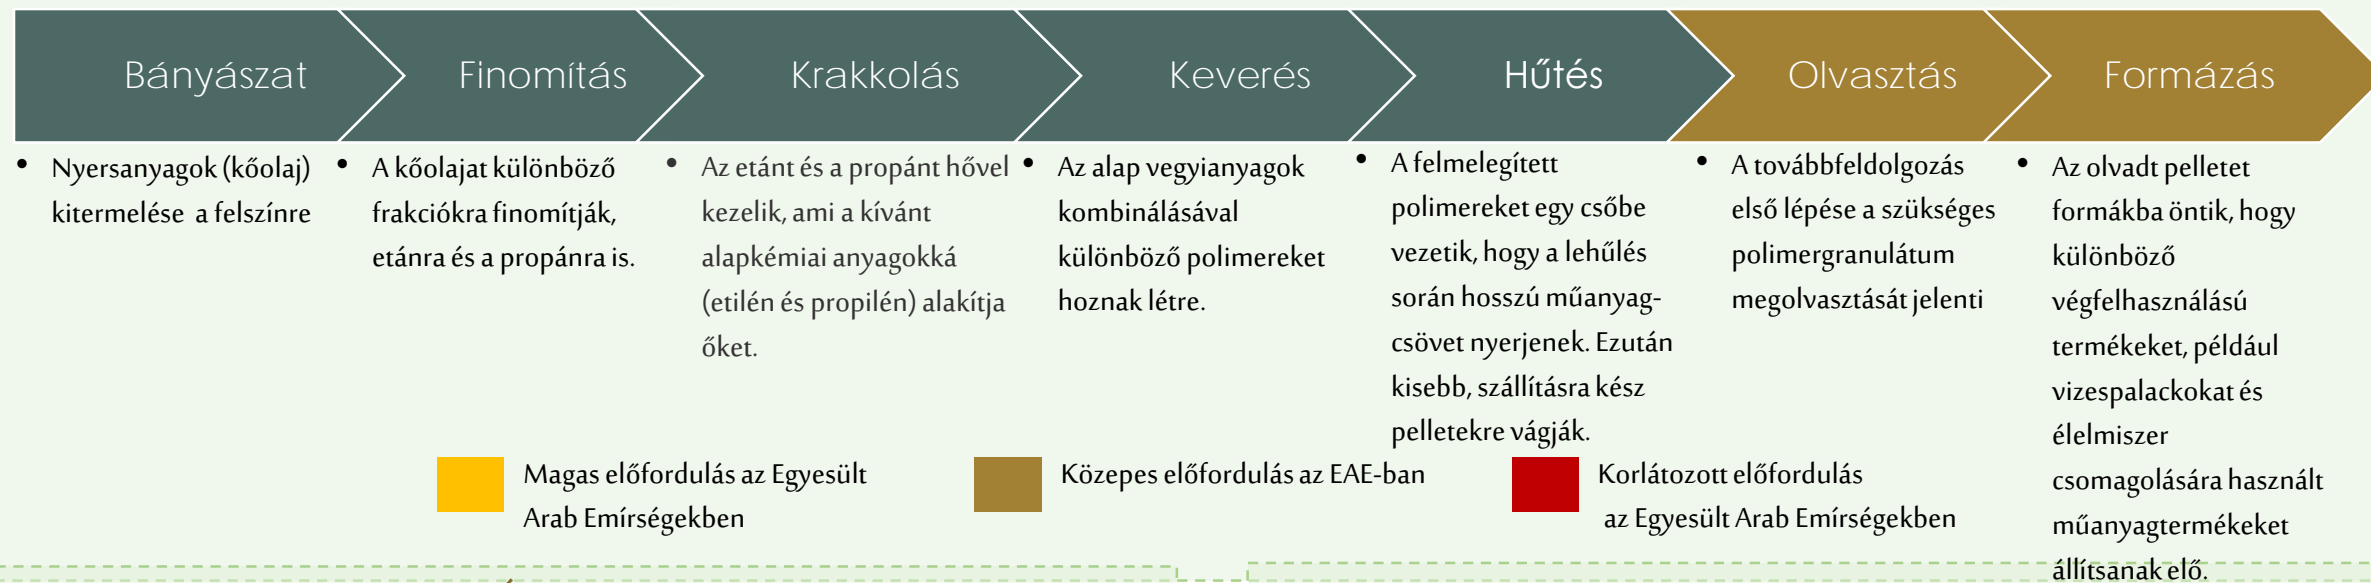 Bányászat
Finomítás
Krakkolás
Keverés
Hűtés
Olvasztás
Formázás
• Nyersanyagok (kőolaj)
kitermelése a felszínre
• A kőolajat különböző
frakciókra finomítják,
etánra és a propánra is.
• Az etánt és a propánt hővel
kezelik, ami a kívánt
alapkémiai anyagokká
(etilén és propilén) alakítja
őket.
• Az alap vegyianyagok
kombinálásával
különböző polimereket
hoznak létre.
• A felmelegített
polimereket egy csőbe
vezetik, hogy a lehűlés
során hosszú műanyag-
csövet nyerjenek. Ezután
kisebb, szállításra kész
pelletekre vágják.
• A továbbfeldolgozás
első lépése a szükséges
polimergranulátum
megolvasztását jelenti
• Az olvadt pelletet
formákba öntik, hogy
különböző
végfelhasználású
termékeket, például
vizespalackokat és
élelmiszer
csomagolására használt
műanyagtermékeket
állítsanak elő.
Magas előfordulás az Egyesült
Arab Emírségekben
Közepes előfordulás az EAE-ban
Korlátozott előfordulás
az Egyesült Arab Emírségekben